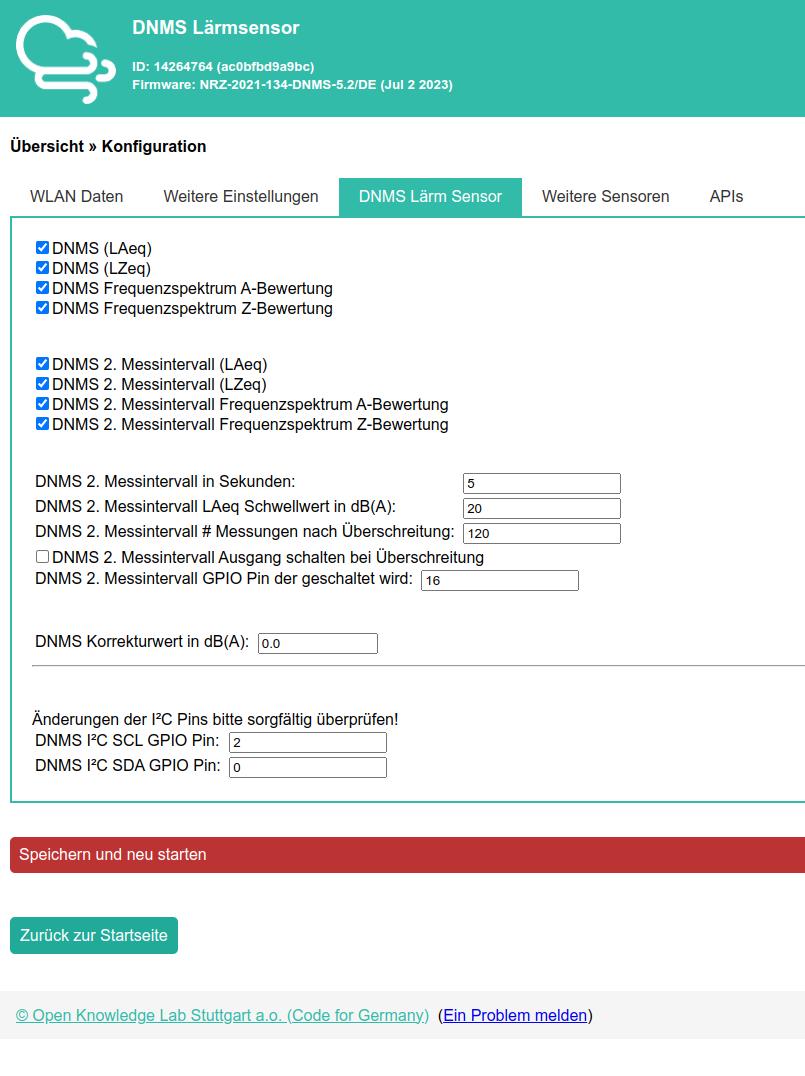 DNMS Lärmsensor
ID: 14264764 (ac0bfbd9a9bc)
Firmware: NRZ-2021-134-DNMS-5.2/DE (Jul 2 2023)
Übersicht » Konfiguration
WLAN Daten Weitere Einstellungen DNMS Lärm Sensor Weitere Sensoren APIs
DNMS (LAeq)
DNMS (LZeq)
DNMS Frequenzspektrum A-Bewertung
DNMS Frequenzspektrum Z-Bewertung
DNMS 2. Messintervall (LAeq)
DNMS 2. Messintervall (LZeq)
DNMS 2. Messintervall Frequenzspektrum A-Bewertung
DNMS 2. Messintervall Frequenzspektrum Z-Bewertung
DNMS 2. Messintervall in Sekunden: 5
DNMS 2. Messintervall LAeq Schwellwert in dB(A): 20
DNMS 2. Messintervall # Messungen nach Überschreitung: 120
DNMS 2. Messintervall Ausgang schalten bei Überschreitung
DNMS 2. Messintervall GPIO Pin der geschaltet wird: 16
DNMS Korrekturwert in dB(A): 0.0
Änderungen der I²C Pins bitte sorgfältig überprüfen!
DNMS I²C SCL GPIO Pin: 2
DNMS I²C SDA GPIO Pin: 0
Speichern und neu starten
Zurück zur Startseite
© Open Knowledge Lab Stuttgart a.o. (Code for Germany) (Ein Problem melden)